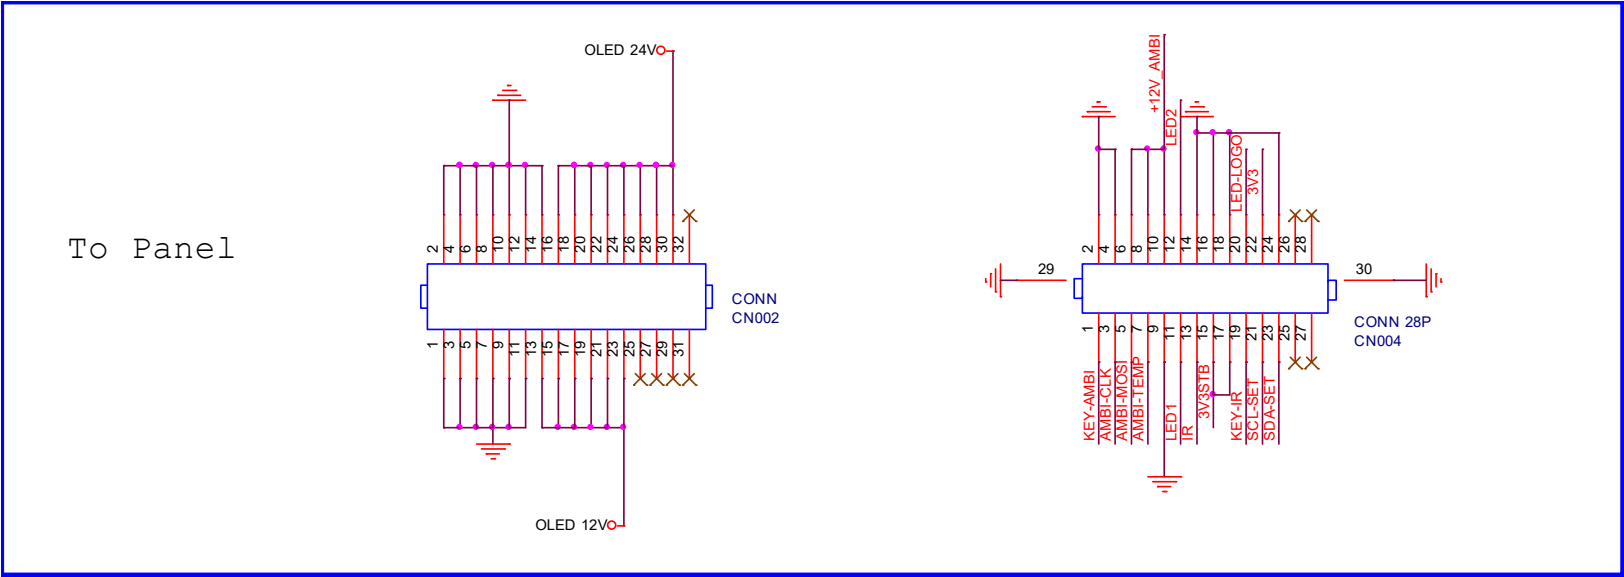 To Panel
OLED 24V
2 4 6 8 10 12 14 16 18 20 22 24 26 28 30 32
CONN
CN002
1 3 5 7 9 11 13 15 17 19 21 23 25 27 29 31
OLED 12V
+12V_AMBI
LED2
LED-LOGO
3V3
2 4 6 8 10 12 14 16 18 20 22 24 26 28
29
30
CONN 28P
CN004
1 3 5 7 9 11 13 15 17 19 21 23 25 27
KEY-AMBI
AMBI-CLK
AMBI-MOSI
AMBI-TEMP
LED1
IR
3V3STB
KEY-IR
SCL-SET
SDA-SET